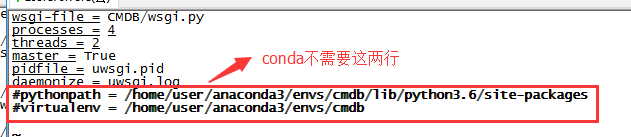 wsgi-file = CMDB/wsgi.py
processes = 4
threads = 2
master = True
pidfile = uwsgi.pid
daemonize = uwsgi.log
conda不需要这两行
#pythonpath = /home/user/anaconda3/envs/cmdb/lib/python3.6/site-packages
#virtualenv = /home/user/anaconda3/envs/cmdb
~